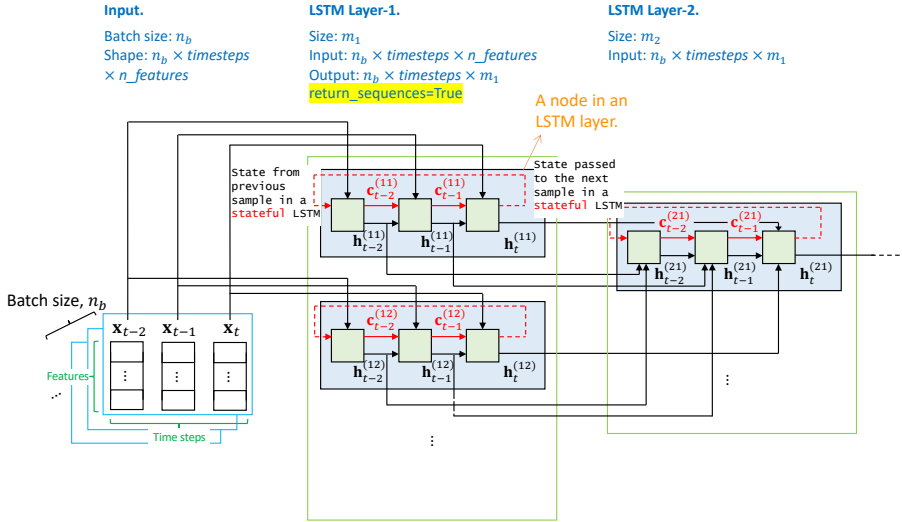 Input.
Batch size: n_b
Shape: n_b × timesteps
× n_features
LSTM Layer-1.
Size: m_1
Input: n_b × timesteps × n_features
Output: n_b × timesteps × m_1
return_sequences=True
LSTM Layer-2.
Size: m_2
Input: n_b × timesteps × m_1
A node in an
LSTM layer.
State from
previous
sample in a
stateful LSTM
State passed
to the next
sample in a
stateful LSTM
c_{t-2}^{(11)} c_{t-1}^{(11)}
h_{t-2}^{(11)} h_{t-1}^{(11)} h_t^{(11)}
c_{t-2}^{(21)} c_{t-1}^{(21)}
h_{t-2}^{(21)} h_{t-1}^{(21)} h_t^{(21)}
Batch size, n_b
x_{t-2} x_{t-1} x_t
c_{t-2}^{(12)} c_{t-1}^{(12)}
h_{t-2}^{(12)} h_{t-1}^{(12)} h_t^{(12)}
Features
⋮ ⋮ ⋮
...
Time steps
⋮
⋮